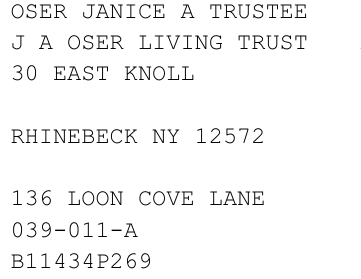 OSER JANICE A TRUSTEE
J A OSER LIVING TRUST
30 EAST KNOLL
RHINEBECK NY 12572
136 LOON COVE LANE
039-011-A
B11434P269